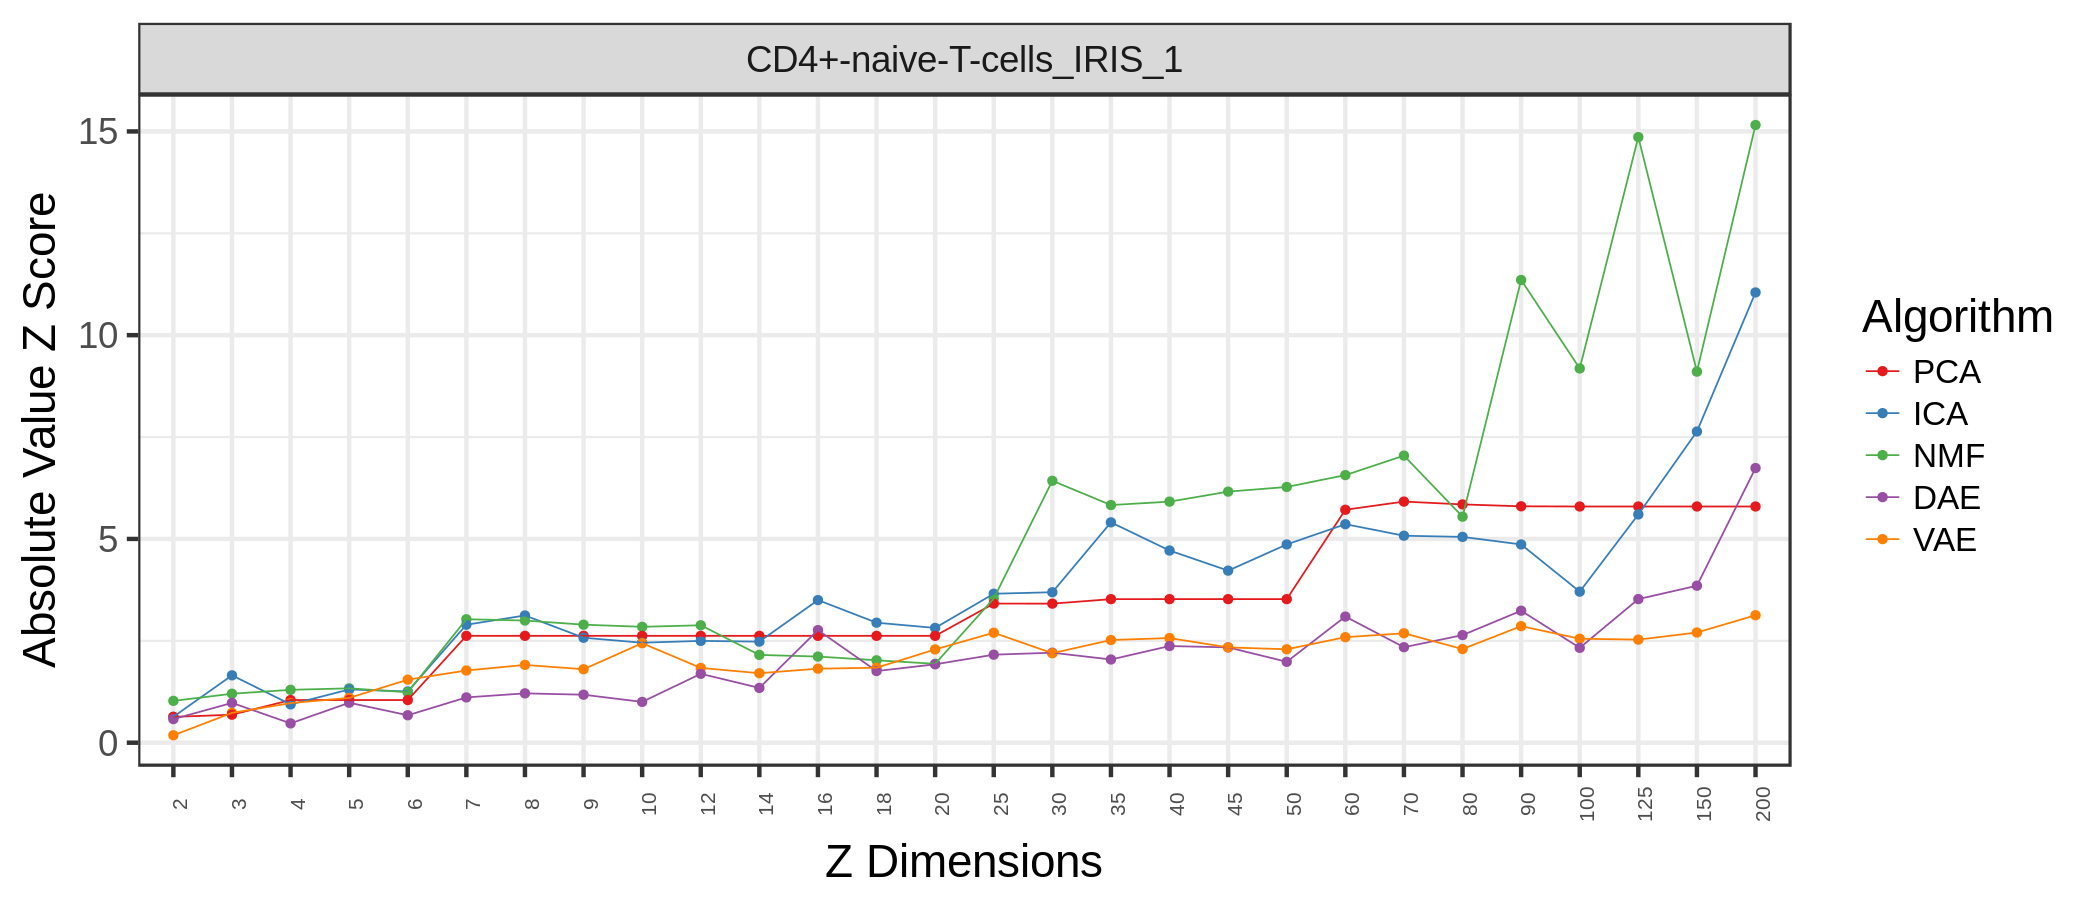 CD4+-naive-T-cells_IRIS_1
Absolute Value Z Score
15
10
5
0
2 3 4 5 6 7 8 9 10 12 14 16 18 20 25 30 35 40 45 50 60 70 80 90 100 125 150 200
Z Dimensions
Algorithm
PCA
ICA
NMF
DAE
VAE